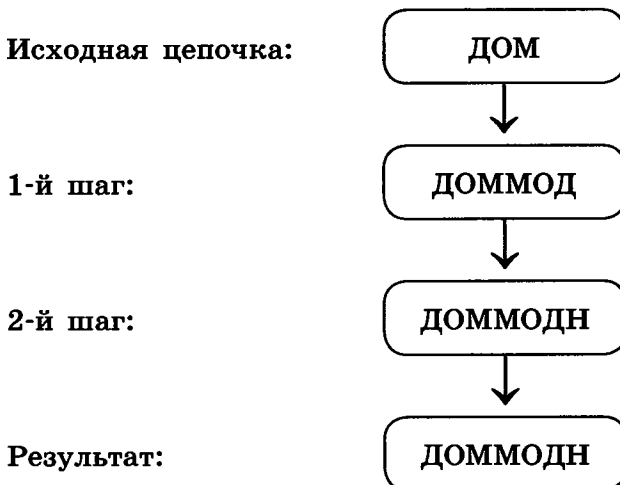 Исходная цепочка: ДОМ
1-й шаг: ДОММОД
2-й шаг: ДОММОДН
Результат: ДОММОДН